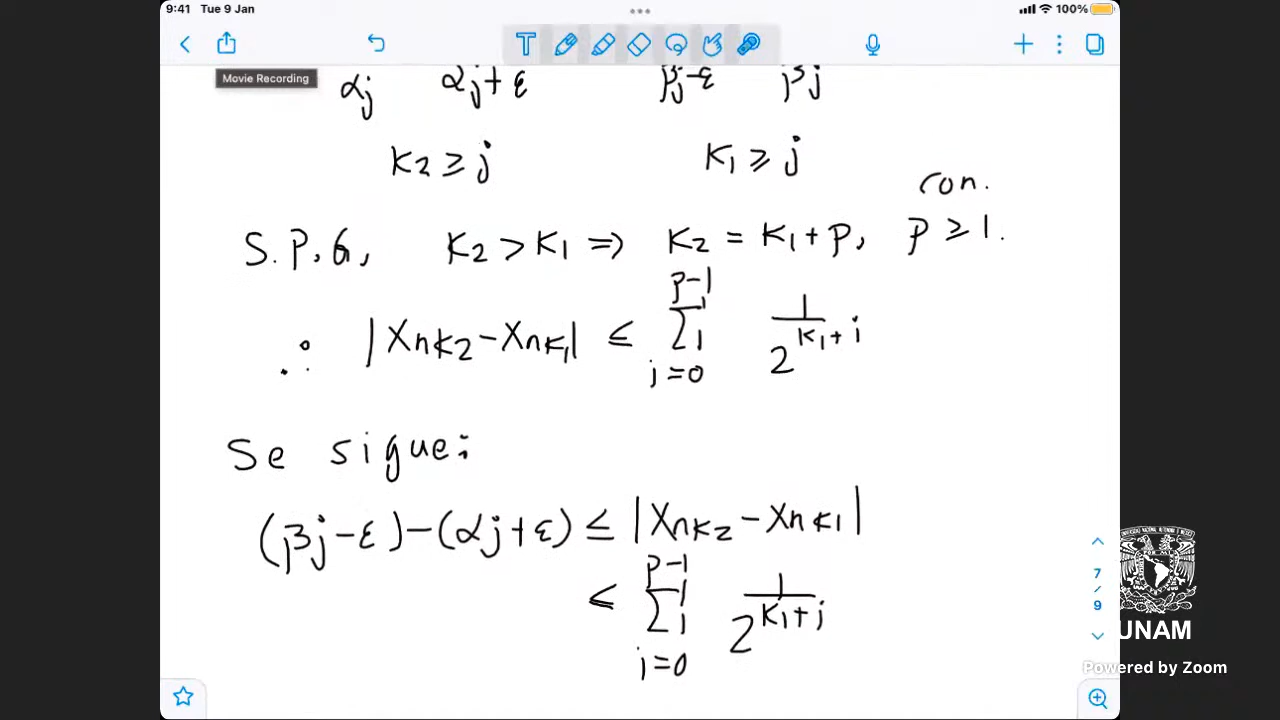 9:41 Tue 9 Jan
100%
Movie Recording
αj αj+ε βj-ε βj
K2 ≥ j K1 ≥ j
con.
S.P.G, K2 > K1 ⇒ K2 = K1 + p, p ≥ 1.
∴ |XnK2 - XnK1| ≤ ∑_{i=0}^{p-1} 1/2^{K1+i}
Se sigue:
(βj-ε)-(αj+ε) ≤ |XnK2 - XnK1|
≤ ∑_{j=0}^{p-1} 1/2^{K1+j}
7
/
9
UNAM
Powered by Zoom